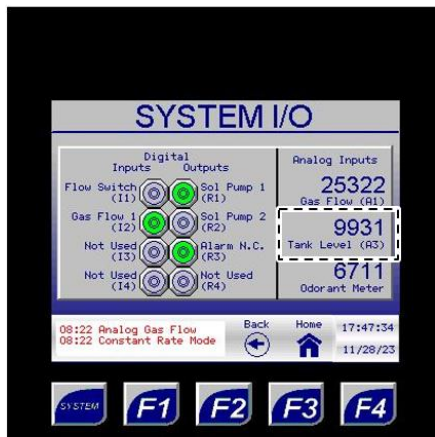 SYSTEM I/O
Digital
Inputs Outputs
Flow Switch (I1)
Sol Pump 1 (R1)
Gas Flow 1 (I2)
Sol Pump 2 (R2)
Not Used (I3)
Alarm N.C. (R3)
Not Used (I4)
Not Used (R4)
Analog Inputs
25322
Gas Flow (A1)
9931
Tank Level (A3)
6711
Odorant Meter
08:22 Analog Gas Flow
08:22 Constant Rate Mode
Back
Home
17:47:34
11/28/23
SYSTEM
F1
F2
F3
F4